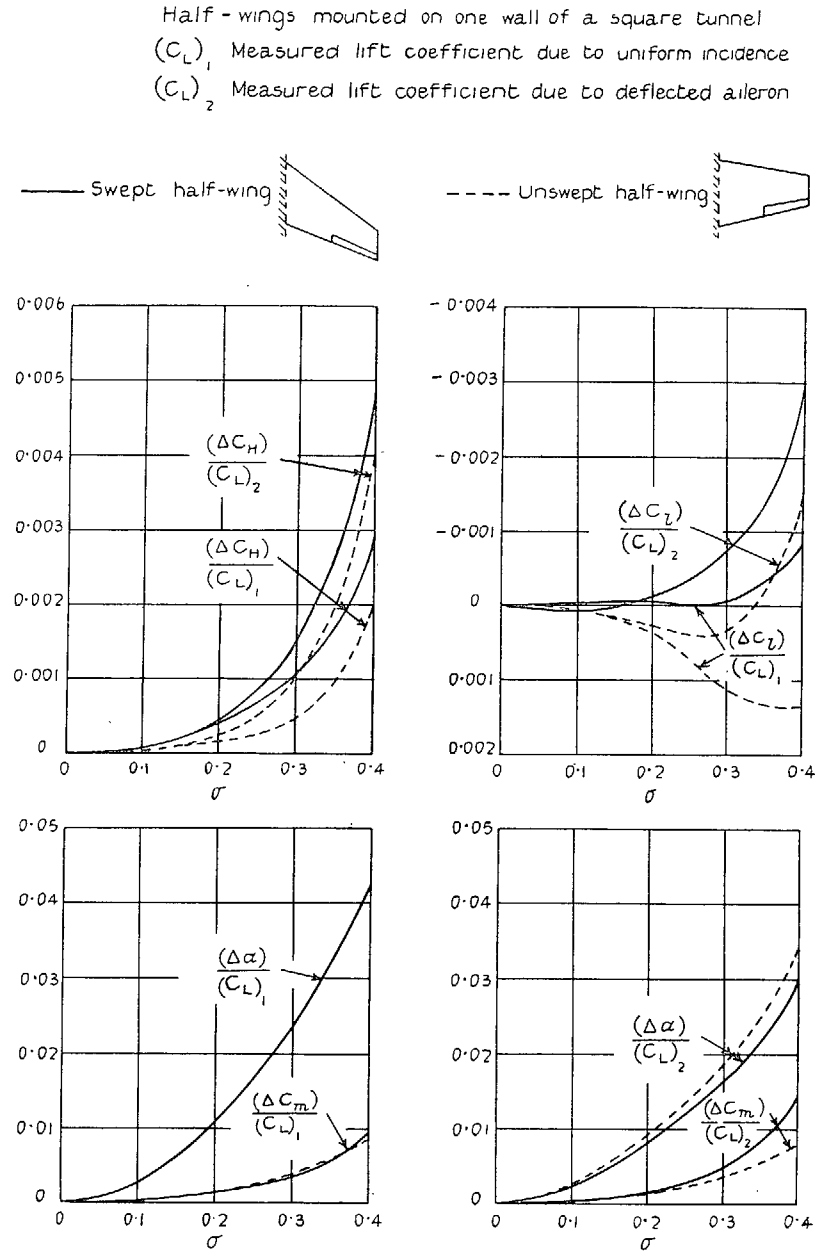 Half-wings mounted on one wall of a square tunnel
(C_L)_1 Measured lift coefficient due to uniform incidence
(C_L)_2 Measured lift coefficient due to deflected aileron
Swept half-wing
Unswept half-wing
0·006
0·005
0·004
0·003
0·002
0·001
0
(ΔC_H)
(C_L)_2
(ΔC_H)
(C_L)_1
0 0·1 0·2 0·3 0·4
σ
-0·004
-0·003
-0·002
-0·001
0
0·001
0·002
(ΔC_l)
(C_L)_2
(ΔC_l)
(C_L)_1
0 0·1 0·2 0·3 0·4
σ
0·05
0·04
0·03
0·02
0·01
0
(Δα)
(C_L)_1
(ΔC_m)
(C_L)_1
0 0·1 0·2 0·3 0·4
σ
0·05
0·04
0·03
0·02
0·01
0
(Δα)
(C_L)_2
(ΔC_m)
(C_L)_2
0 0·1 0·2 0·3 0·4
σ